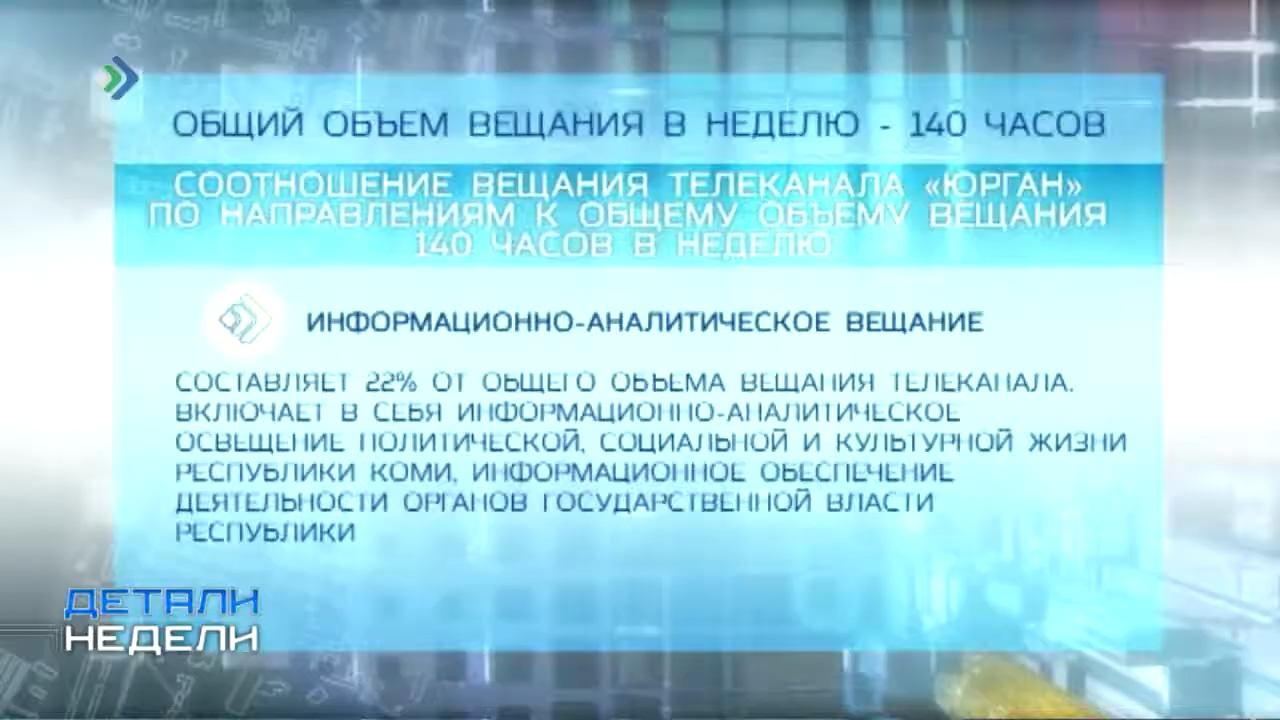 ОБЩИЙ ОБЪЕМ ВЕЩАНИЯ В НЕДЕЛЮ - 140 ЧАСОВ
СООТНОШЕНИЕ ВЕЩАНИЯ ТЕЛЕКАНАЛА «ЮРГАН»
ПО НАПРАВЛЕНИЯМ К ОБЩЕМУ ОБЪЕМУ ВЕЩАНИЯ
140 ЧАСОВ В НЕДЕЛЮ
ИНФОРМАЦИОННО-АНАЛИТИЧЕСКОЕ ВЕЩАНИЕ
СОСТАВЛЯЕТ 22% ОТ ОБЩЕГО ОБЪЕМА ВЕЩАНИЯ ТЕЛЕКАНАЛА.
ВКЛЮЧАЕТ В СЕБЯ ИНФОРМАЦИОННО-АНАЛИТИЧЕСКОЕ
ОСВЕЩЕНИЕ ПОЛИТИЧЕСКОЙ, СОЦИАЛЬНОЙ И КУЛЬТУРНОЙ ЖИЗНИ
РЕСПУБЛИКИ КОМИ, ИНФОРМАЦИОННОЕ ОБЕСПЕЧЕНИЕ
ДЕЯТЕЛЬНОСТИ ОРГАНОВ ГОСУДАРСТВЕННОЙ ВЛАСТИ
РЕСПУБЛИКИ
ДЕТАЛИ
НЕДЕЛИ